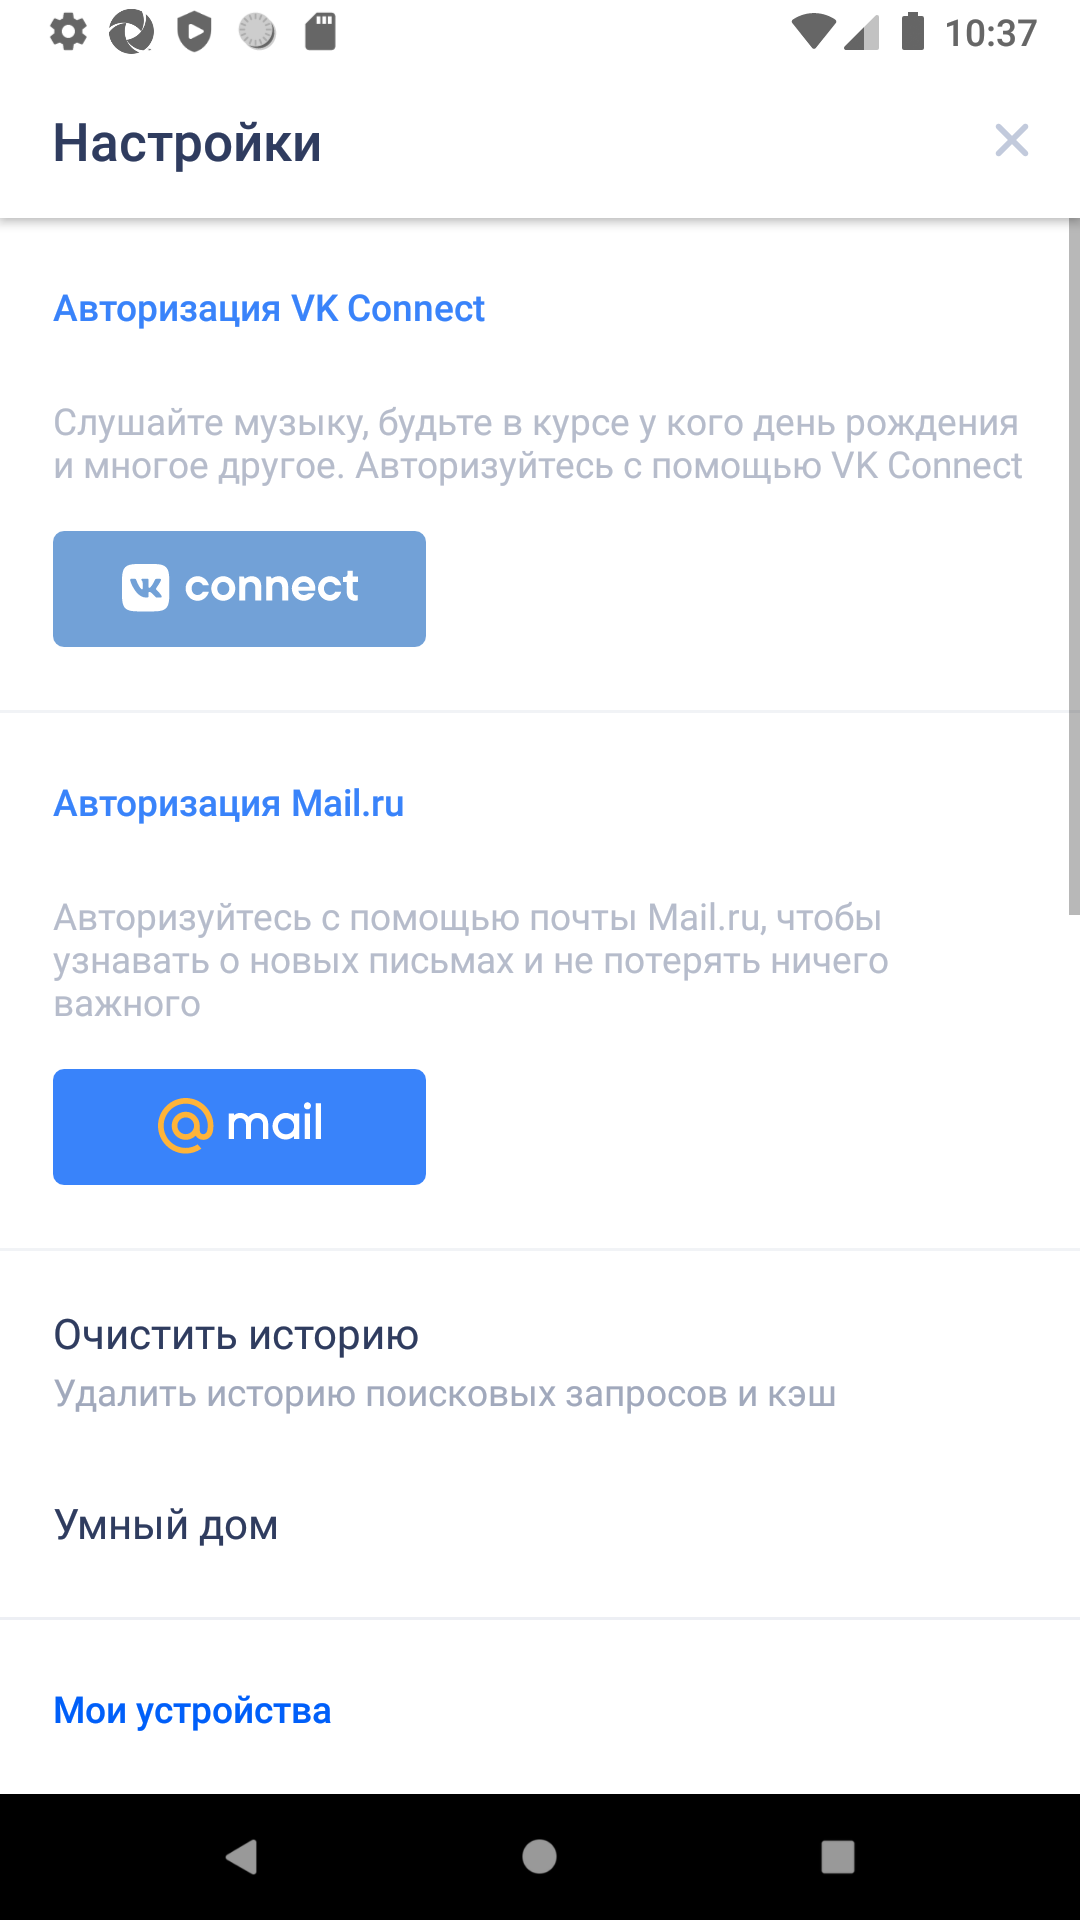 10:37
Настройки
Авторизация VK Connect
Слушайте музыку, будьте в курсе у кого день рождения
и многое другое. Авторизуйтесь с помощью VK Connect
VK connect
Авторизация Mail.ru
Авторизуйтесь с помощью почты Mail.ru, чтобы
узнавать о новых письмах и не потерять ничего
важного
@mail
Очистить историю
Удалить историю поисковых запросов и кэш
Умный дом
Мои устройства